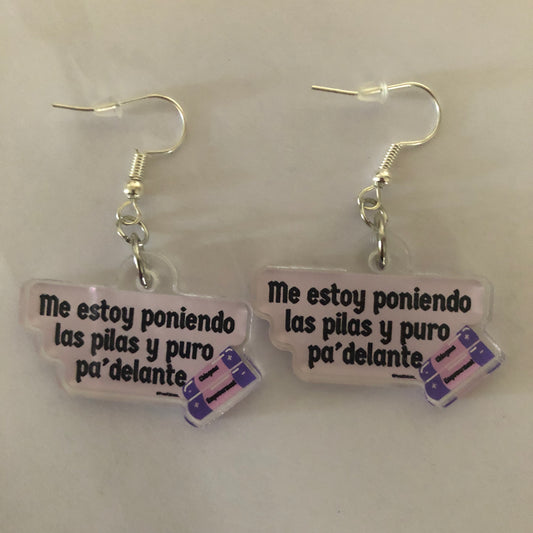 Me estoy poniendo
las pilas y puro
pa'delante
Me estoy poniendo
las pilas y puro
pa'delante